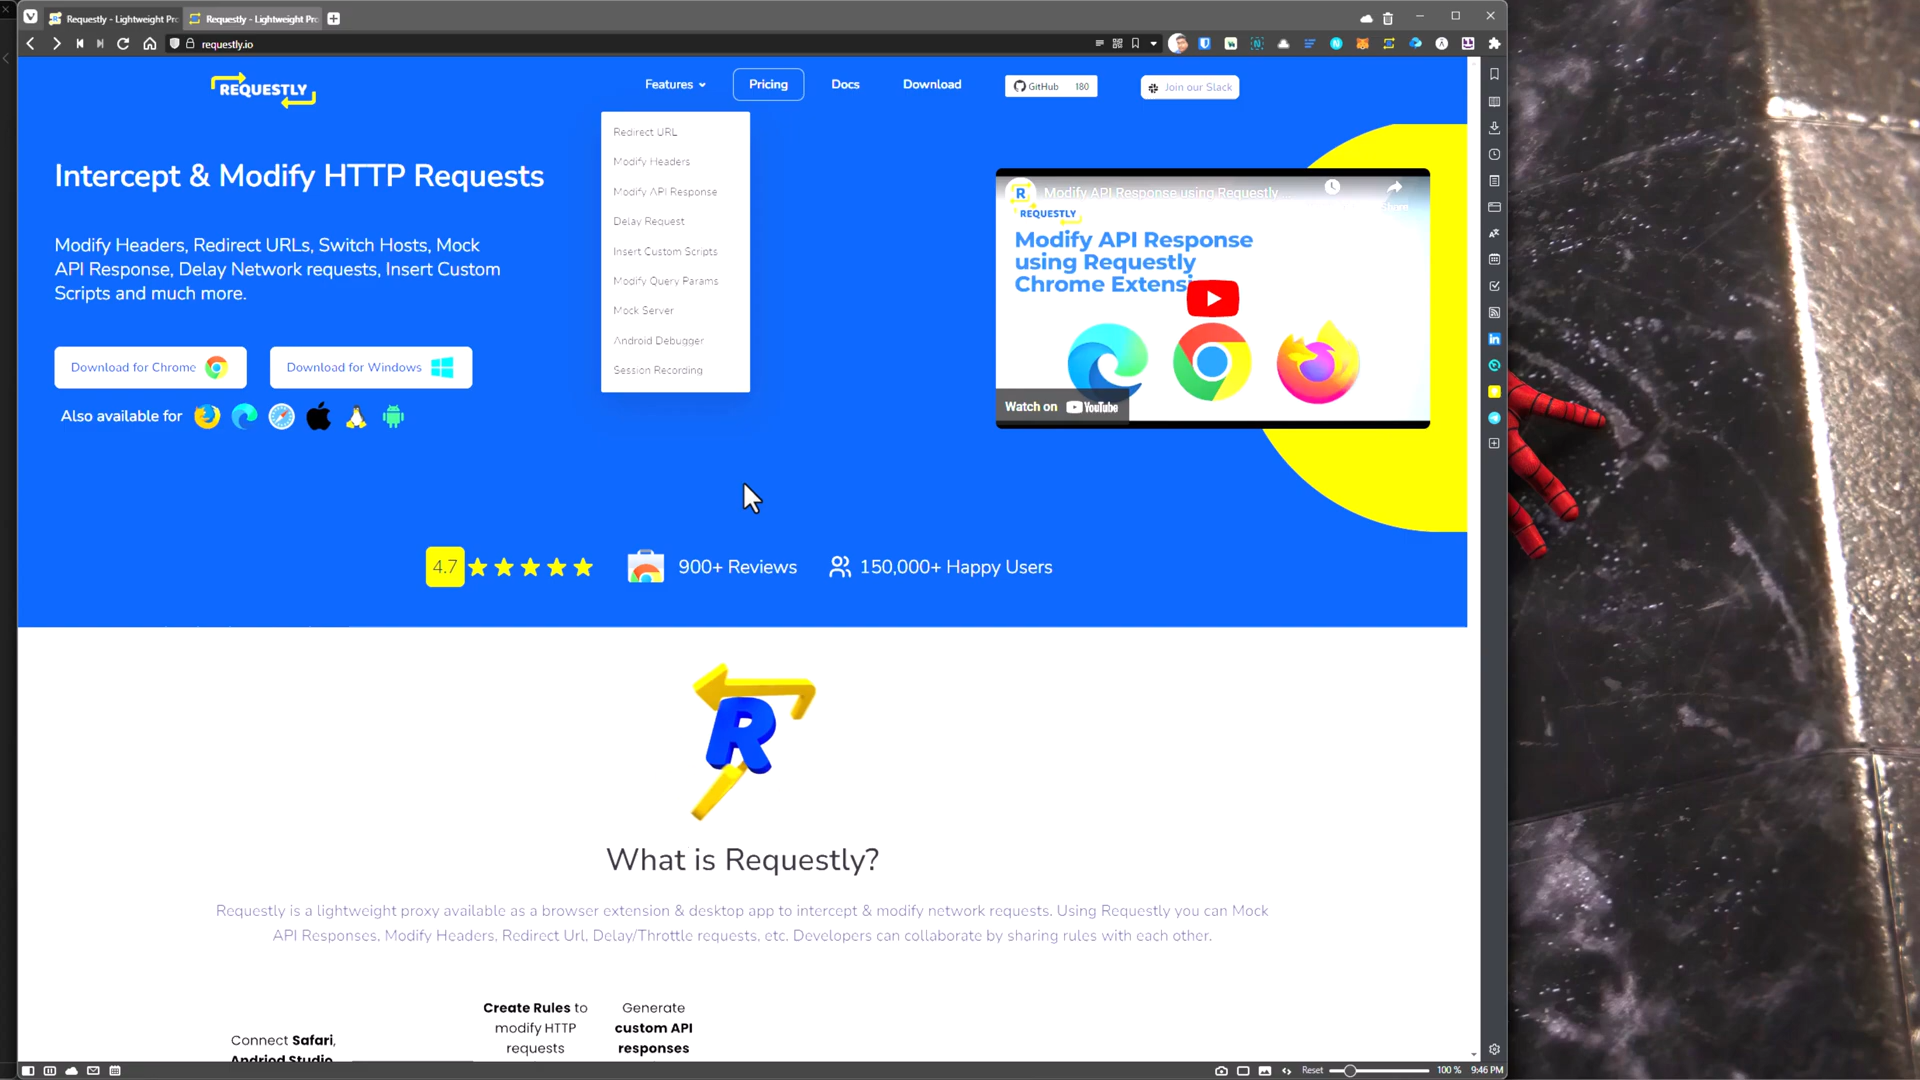 Requestly - Lightweight Pro
Requestly - Lightweight Pro
requestly.io
REQUESTLY
Features
Pricing
Docs
Download
GitHub 180
Join our Slack
Redirect URL
Modify Headers
Modify API Response
Delay Request
Insert Custom Scripts
Modify Query Params
Mock Server
Android Debugger
Session Recording
Intercept & Modify HTTP Requests
Modify Headers, Redirect URLs, Switch Hosts, Mock
API Response, Delay Network requests, Insert Custom
Scripts and much more.
Download for Chrome
Download for Windows
Also available for
R
Modify API Response using Requestly
REQUESTLY
Modify API Response
using Requestly
Chrome Extensi
Watch on YouTube
4.7
900+ Reviews
150,000+ Happy Users
R
What is Requestly?
Requestly is a lightweight proxy available as a browser extension & desktop app to intercept & modify network requests. Using Requestly you can Mock
API Responses, Modify Headers, Redirect Url, Delay/Throttle requests, etc. Developers can collaborate by sharing rules with each other.
Connect Safari,
Andriod Studio
Create Rules to
modify HTTP
requests
Generate
custom API
responses
Reset
100 %
9:46 PM